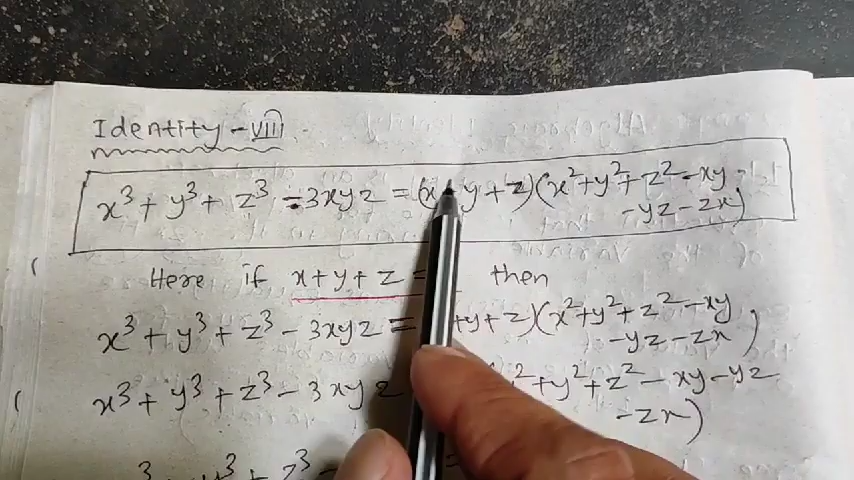 Identity - VIII
x³ + y³ + z³ - 3xyz = (x y + z)(x² + y² + z² - xy
- yz - zx)
Here if x + y + z = then
x³ + y³ + z³ - 3xyz = + y + z)(x² + y² + z² - xy
- yz - zx)
x³ + y³ + z³ - 3xyz x² + y² + z² - xy - yz
- zx)